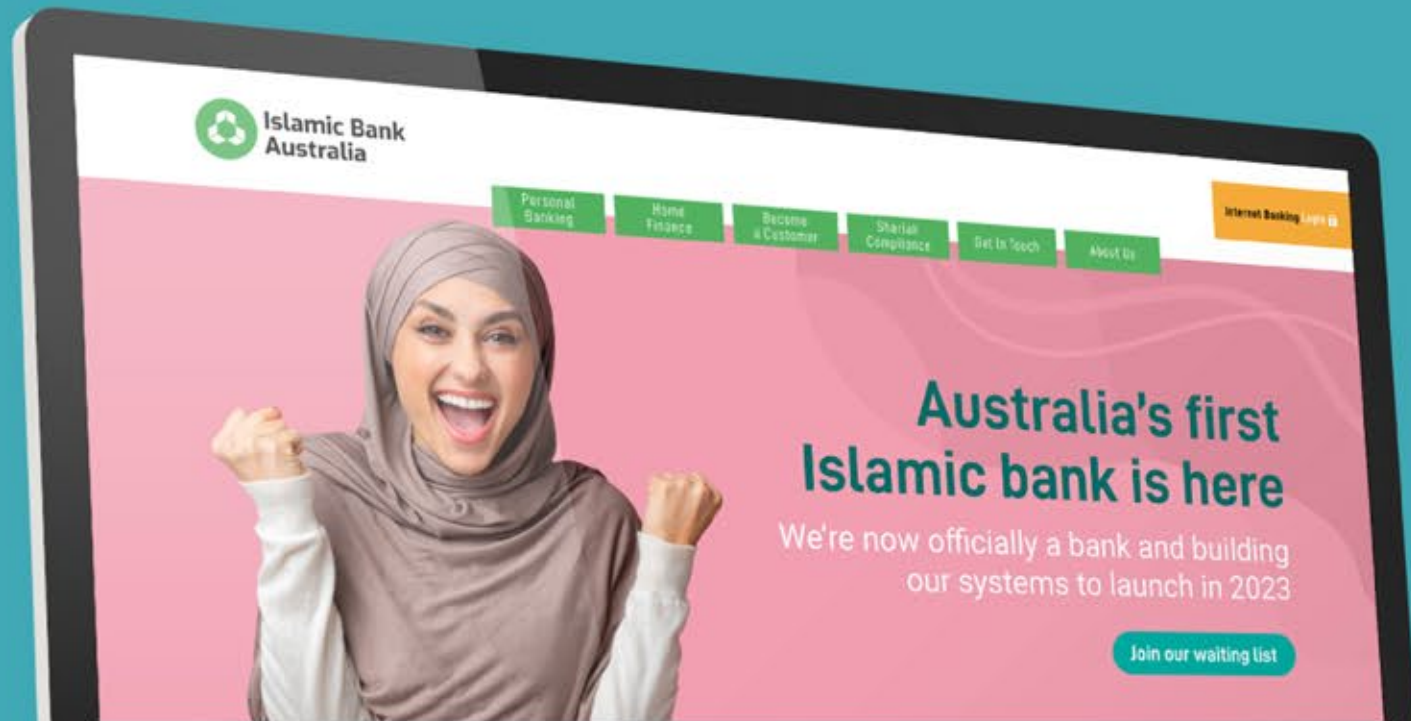 Islamic Bank
Australia
Personal
Banking
Home
Finance
Become
a Customer
Shariah
Compliance
Get In Touch
About Us
Internet Banking Login
Australia's first
Islamic bank is here
We're now officially a bank and building
our systems to launch in 2023
Join our waiting list